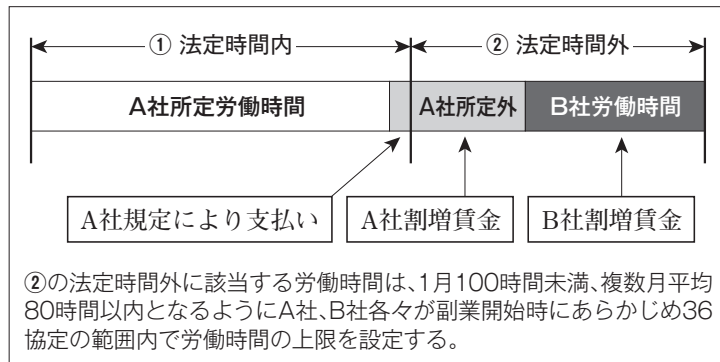 ① 法定時間内
② 法定時間外
A社所定労働時間
A社所定外
B社労働時間
A社規定により支払い
A社割増賃金
B社割増賃金
②の法定時間外に該当する労働時間は、1月100時間未満、複数月平均
80時間以内となるようにA社、B社各々が副業開始時にあらかじめ36
協定の範囲内で労働時間の上限を設定する。